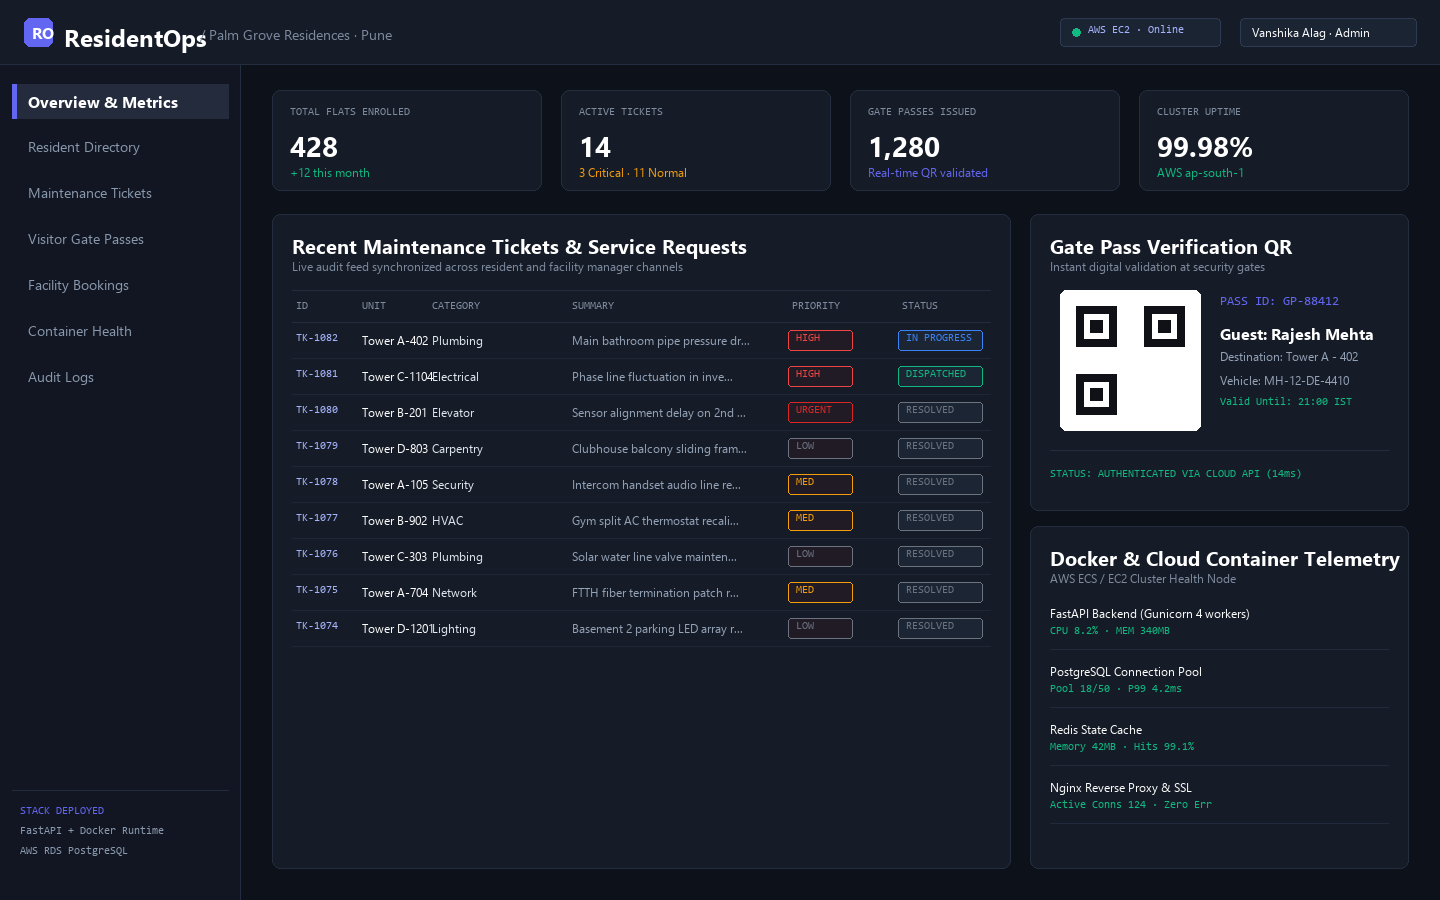 RO ResidentOps / Palm Grove Residences · Pune
AWS EC2 · Online
Vanshika Alag · Admin
Overview & Metrics
Resident Directory
Maintenance Tickets
Visitor Gate Passes
Facility Bookings
Container Health
Audit Logs
STACK DEPLOYED
FastAPI + Docker Runtime
AWS RDS PostgreSQL
TOTAL FLATS ENROLLED
428
+12 this month
ACTIVE TICKETS
14
3 Critical · 11 Normal
GATE PASSES ISSUED
1,280
Real-time QR validated
CLUSTER UPTIME
99.98%
AWS ap-south-1
Recent Maintenance Tickets & Service Requests
Live audit feed synchronized across resident and facility manager channels
ID UNIT CATEGORY SUMMARY PRIORITY STATUS
TK-1082 Tower A-402 Plumbing Main bathroom pipe pressure dr... HIGH IN PROGRESS
TK-1081 Tower C-1104 Electrical Phase line fluctuation in inve... HIGH DISPATCHED
TK-1080 Tower B-201 Elevator Sensor alignment delay on 2nd ... URGENT RESOLVED
TK-1079 Tower D-803 Carpentry Clubhouse balcony sliding fram... LOW RESOLVED
TK-1078 Tower A-105 Security Intercom handset audio line re... MED RESOLVED
TK-1077 Tower B-902 HVAC Gym split AC thermostat recali... MED RESOLVED
TK-1076 Tower C-303 Plumbing Solar water line valve mainten... LOW RESOLVED
TK-1075 Tower A-704 Network FTTH fiber termination patch r... MED RESOLVED
TK-1074 Tower D-1201 Lighting Basement 2 parking LED array r... LOW RESOLVED
Gate Pass Verification QR
Instant digital validation at security gates
PASS ID: GP-88412
Guest: Rajesh Mehta
Destination: Tower A - 402
Vehicle: MH-12-DE-4410
Valid Until: 21:00 IST
STATUS: AUTHENTICATED VIA CLOUD API (14ms)
Docker & Cloud Container Telemetry
AWS ECS / EC2 Cluster Health Node
FastAPI Backend (Gunicorn 4 workers)
CPU 8.2% · MEM 340MB
PostgreSQL Connection Pool
Pool 18/50 · P99 4.2ms
Redis State Cache
Memory 42MB · Hits 99.1%
Nginx Reverse Proxy & SSL
Active Conns 124 · Zero Err